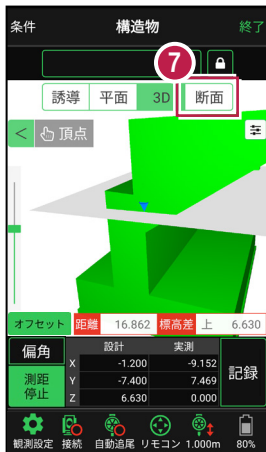 条件 構造物 終了
7
誘導 平面 3D 断面
< 頂点
オフセット 距離 16.862 標高差 上 6.630
偏角 設計 実測
X -1.200 -9.152
測距停止 Y -7.400 7.469 記録
Z 6.630 0.000
観測設定 接続 自動追尾 リモコン 1.000m 80%